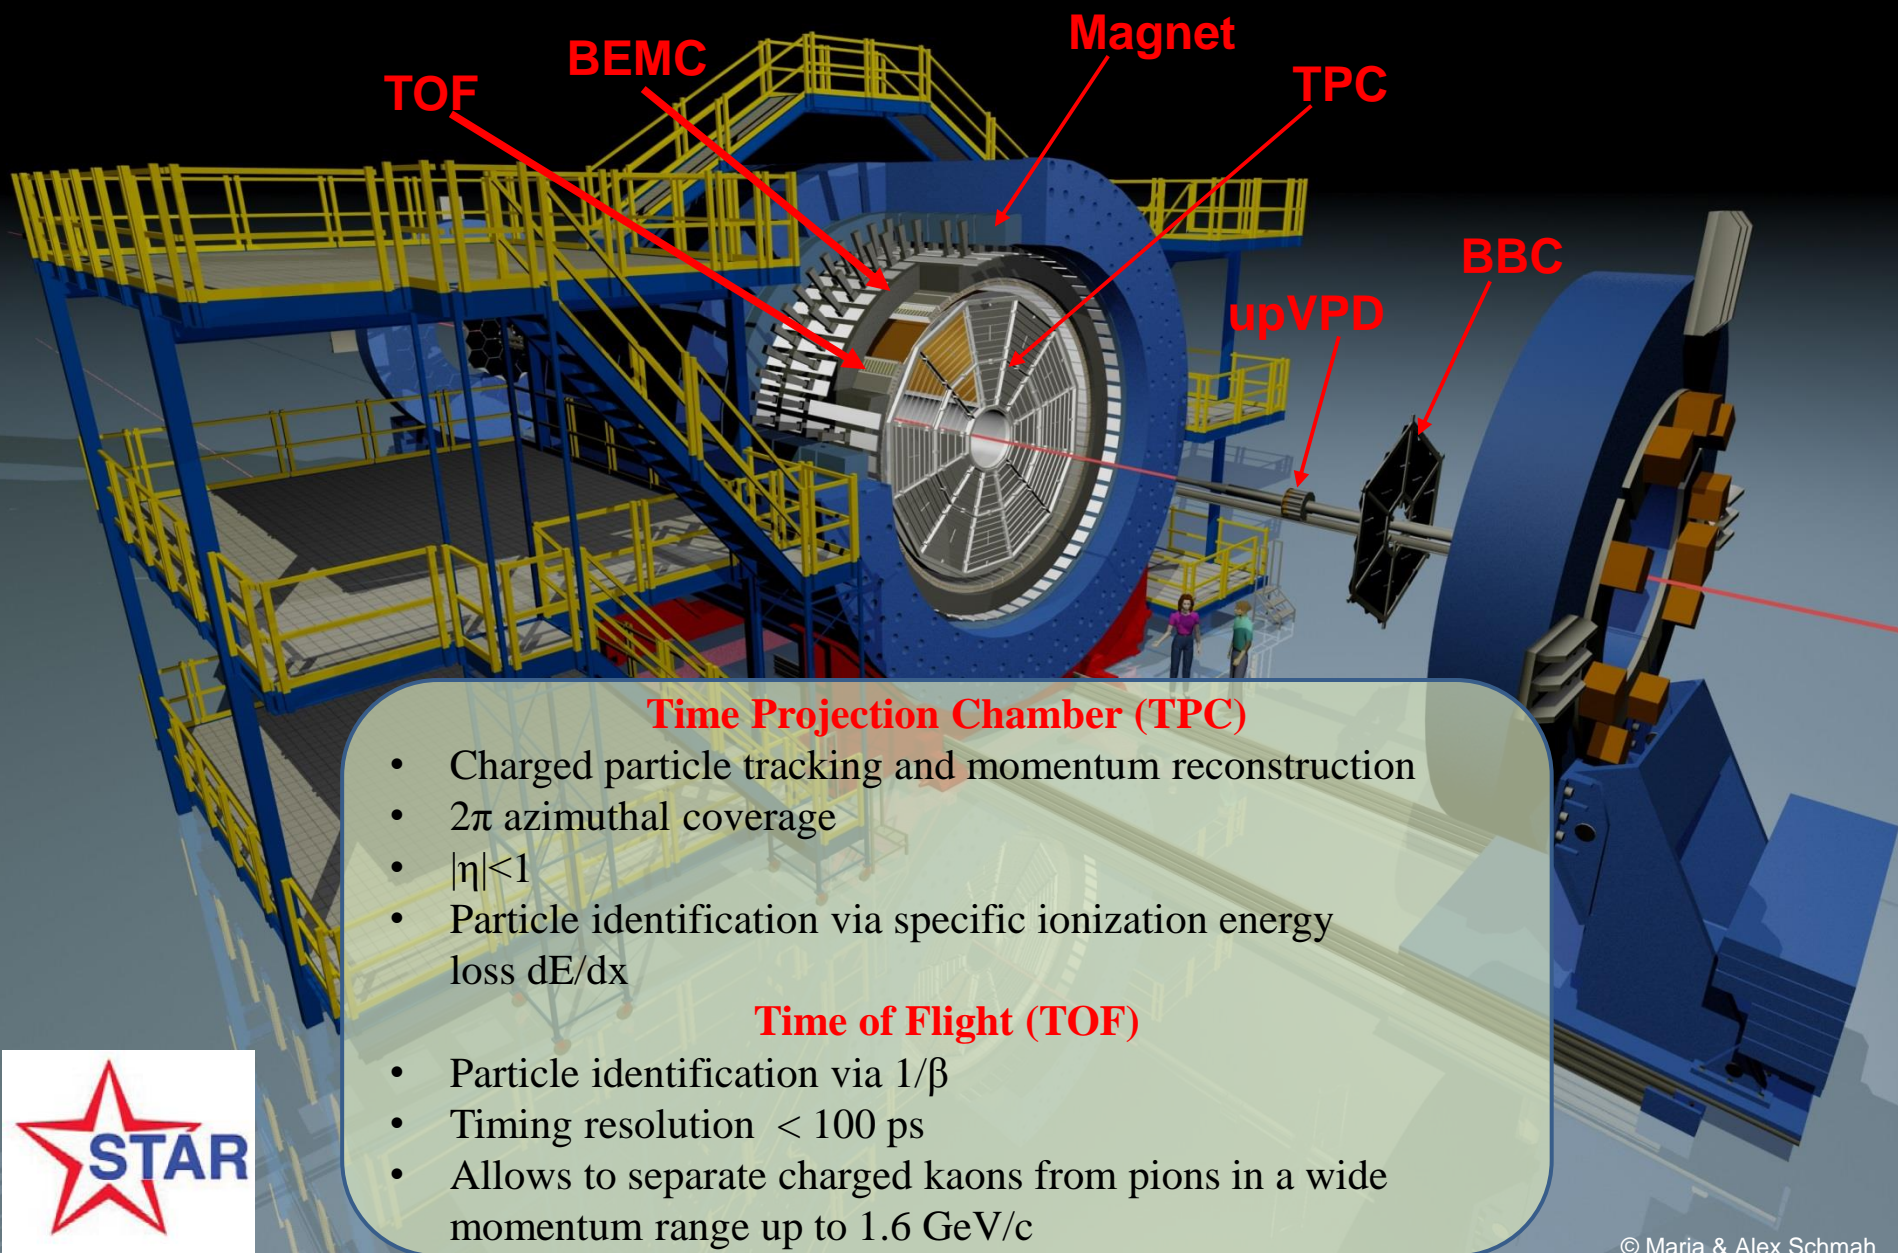 Magnet
BEMC
TPC
TOF
BBC
upVPD
Time Projection Chamber (TPC)
• Charged particle tracking and momentum reconstruction
• 2π azimuthal coverage
• |η|<1
• Particle identification via specific ionization energy
loss dE/dx
Time of Flight (TOF)
• Particle identification via 1/β
• Timing resolution < 100 ps
• Allows to separate charged kaons from pions in a wide
momentum range up to 1.6 GeV/c
STAR
© Maria & Alex Schmah